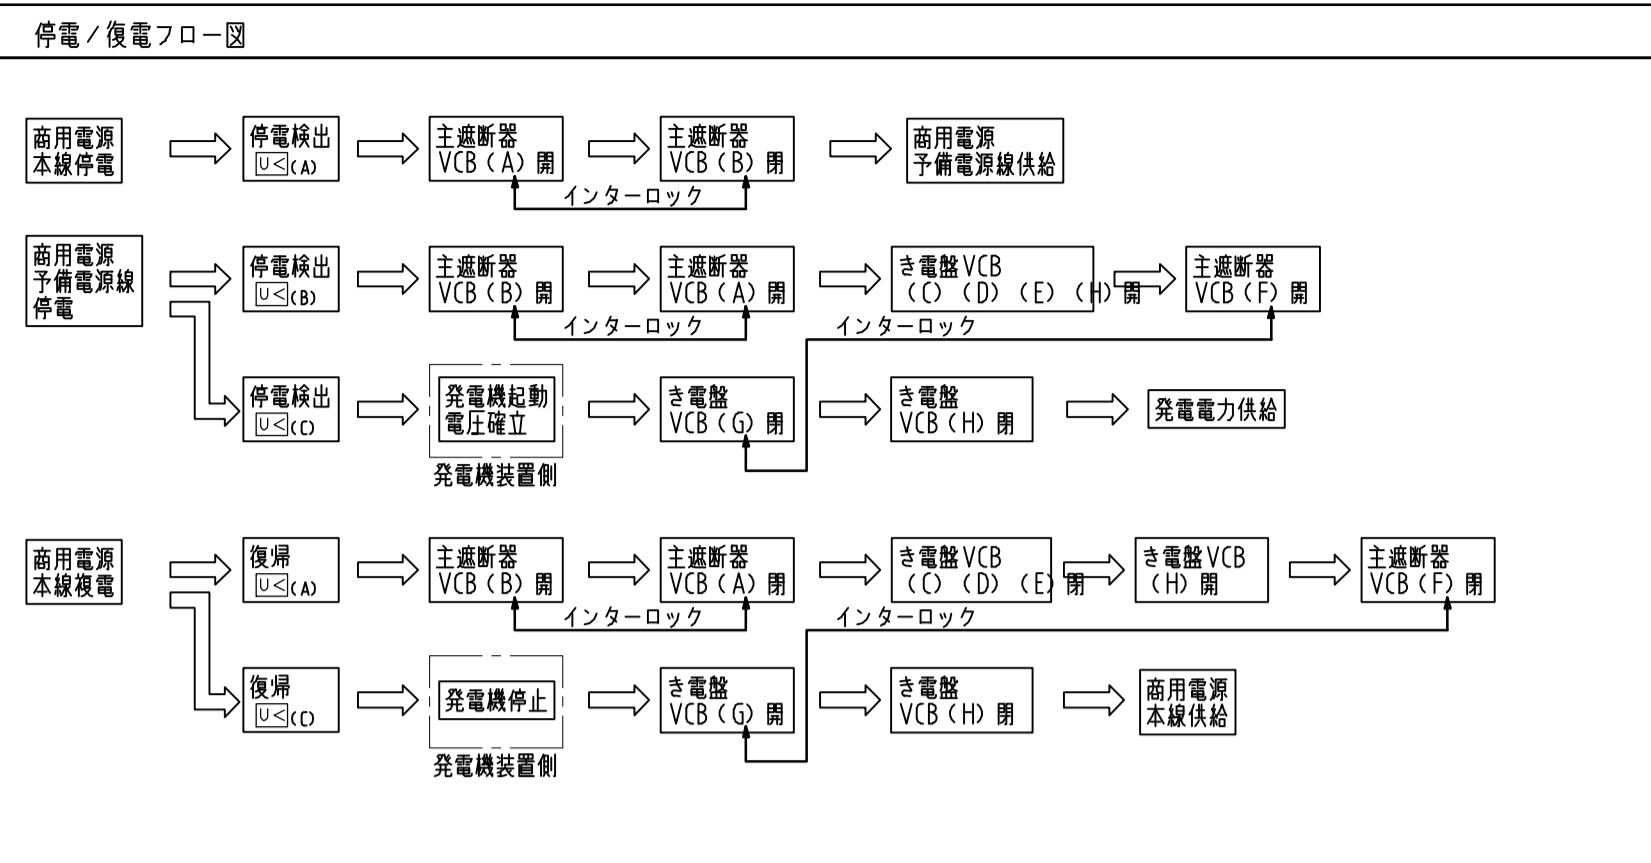 停電／復電フロー図
商用電源
本線停電
停電検出
U<(A)
主遮断器
VCB(A)開
主遮断器
VCB(B)閉
商用電源
予備電源線供給
インターロック
商用電源
予備電源線
停電
停電検出
U<(B)
主遮断器
VCB(B)開
主遮断器
VCB(A)開
き電盤VCB
(C)(D)(E)(H)開
主遮断器
VCB(F)開
インターロック
インターロック
停電検出
U<(C)
発電機起動
電圧確立
発電機装置側
き電盤
VCB(G)閉
き電盤
VCB(H)閉
発電電力供給
商用電源
本線複電
復帰
U<(A)
主遮断器
VCB(B)開
主遮断器
VCB(A)閉
き電盤VCB
(C)(D)(E)閉
き電盤VCB
(H)開
主遮断器
VCB(F)閉
インターロック
インターロック
復帰
U<(C)
発電機停止
発電機装置側
き電盤
VCB(G)開
き電盤
VCB(H)閉
商用電源
本線供給